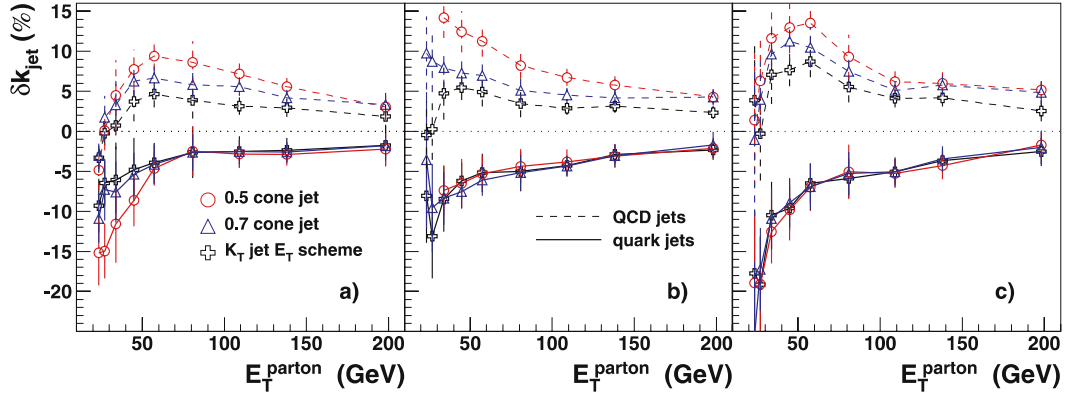 δk_jet (%)
15
10
5
0
-5
-10
-15
-20
0.5 cone jet
0.7 cone jet
K_T jet E_T scheme
QCD jets
quark jets
a)
b)
c)
50 100 150 200
50 100 150 200
50 100 150 200
E_T^parton (GeV)
E_T^parton (GeV)
E_T^parton (GeV)